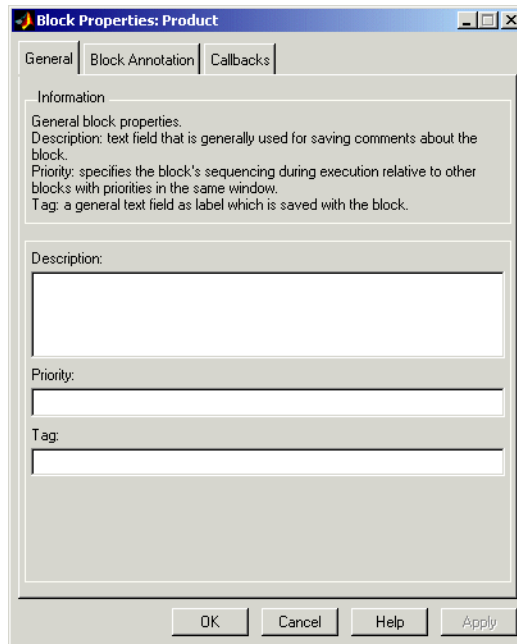 Block Properties: Product
General
Block Annotation
Callbacks
Information
General block properties.
Description: text field that is generally used for saving comments about the
block.
Priority: specifies the block's sequencing during execution relative to other
blocks with priorities in the same window.
Tag: a general text field as label which is saved with the block.
Description:
Priority:
Tag:
OK
Cancel
Help
Apply